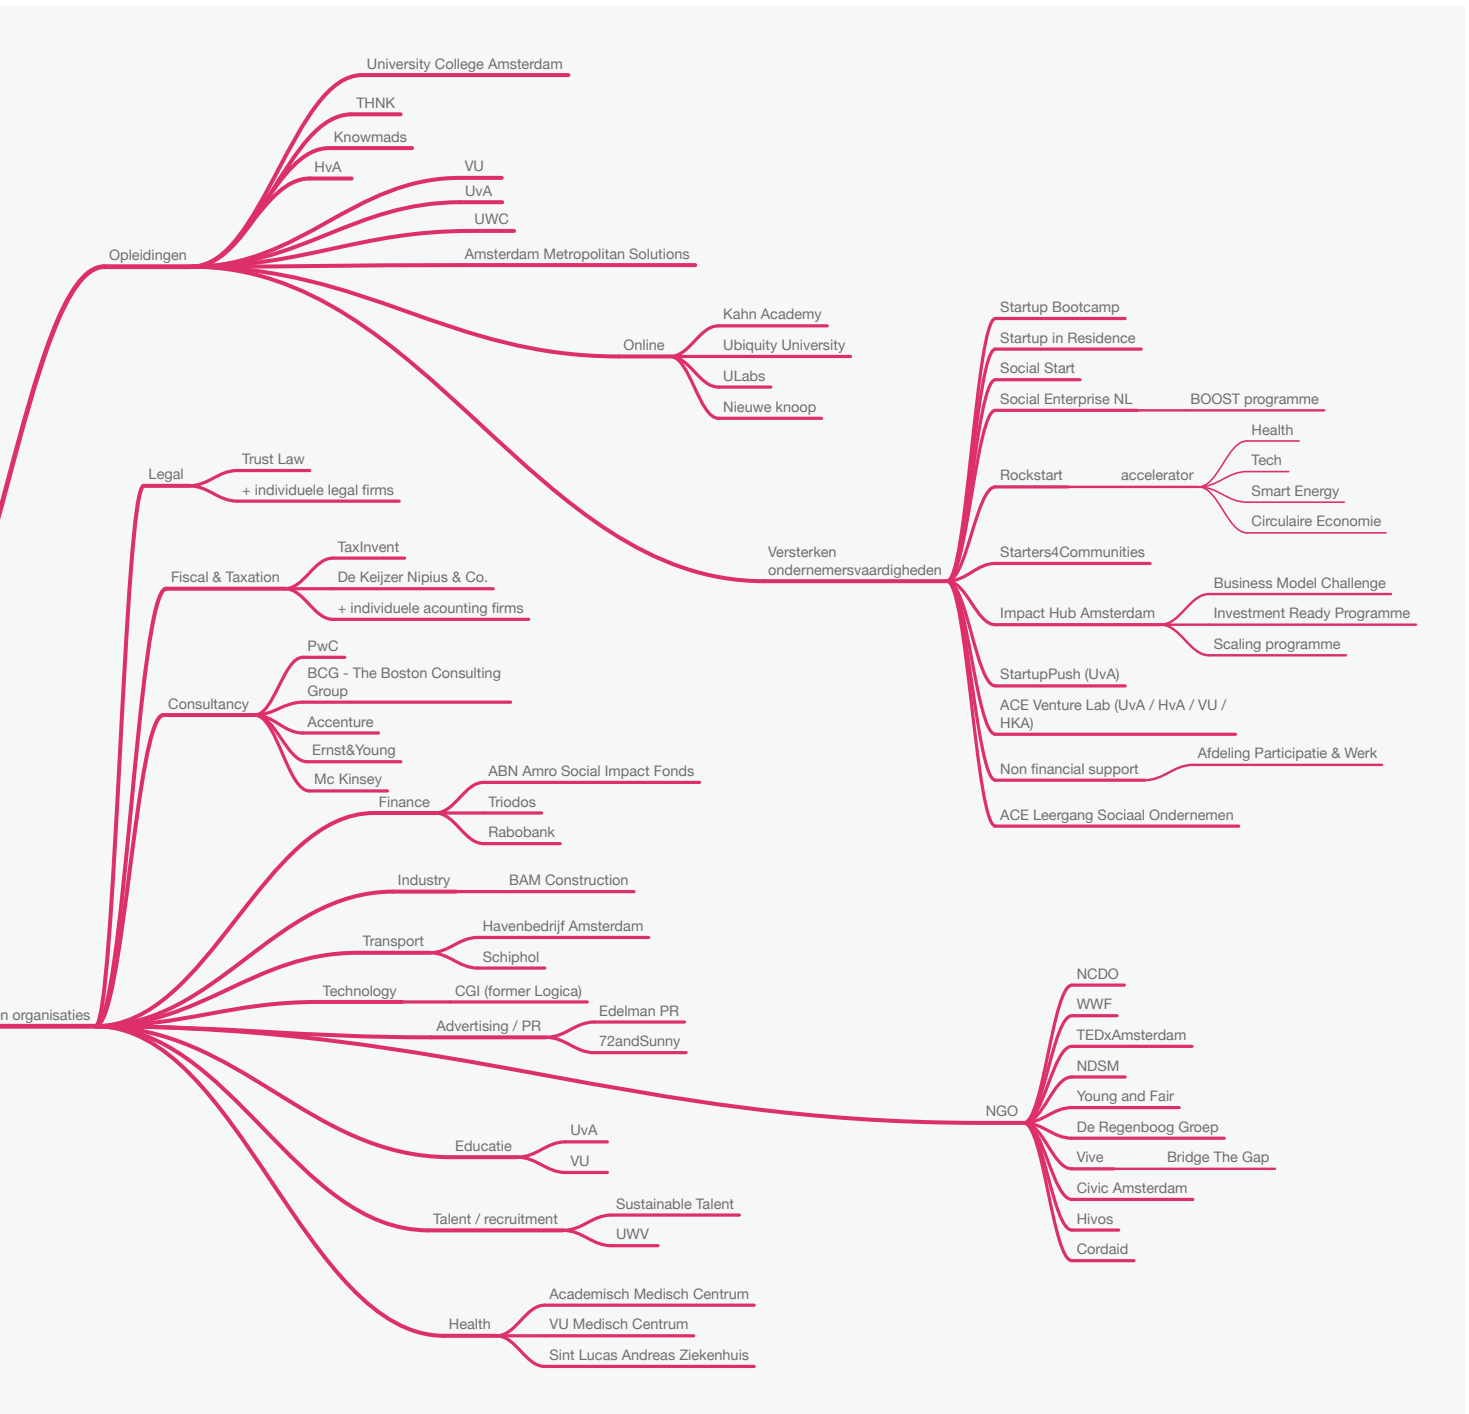 University College Amsterdam
THNK
Knowmads
HvA
VU
UvA
UWC
Opleidingen
Amsterdam Metropolitan Solutions
Online
Kahn Academy
Ubiquity University
ULabs
Nieuwe knoop
Versterken
ondernemersvaardigheden
Startup Bootcamp
Startup in Residence
Social Start
Social Enterprise NL
BOOST programme
Rockstart
accelerator
Health
Tech
Smart Energy
Circulaire Economie
Starters4Communities
Impact Hub Amsterdam
Business Model Challenge
Investment Ready Programme
Scaling programme
StartupPush (UvA)
ACE Venture Lab (UvA / HvA / VU /
HKA)
Non financial support
Afdeling Participatie & Werk
ACE Leergang Sociaal Ondernemen
n organisaties
Legal
Trust Law
+ individuele legal firms
Fiscal & Taxation
TaxInvent
De Keijzer Nipius & Co.
+ individuele acounting firms
Consultancy
PwC
BCG - The Boston Consulting
Group
Accenture
Ernst&Young
Mc Kinsey
Finance
ABN Amro Social Impact Fonds
Triodos
Rabobank
Industry
BAM Construction
Transport
Havenbedrijf Amsterdam
Schiphol
Technology
CGI (former Logica)
Advertising / PR
Edelman PR
72andSunny
NGO
NCDO
WWF
TEDxAmsterdam
NDSM
Young and Fair
De Regenboog Groep
Vive
Bridge The Gap
Civic Amsterdam
Hivos
Cordaid
Educatie
UvA
VU
Talent / recruitment
Sustainable Talent
UWV
Health
Academisch Medisch Centrum
VU Medisch Centrum
Sint Lucas Andreas Ziekenhuis